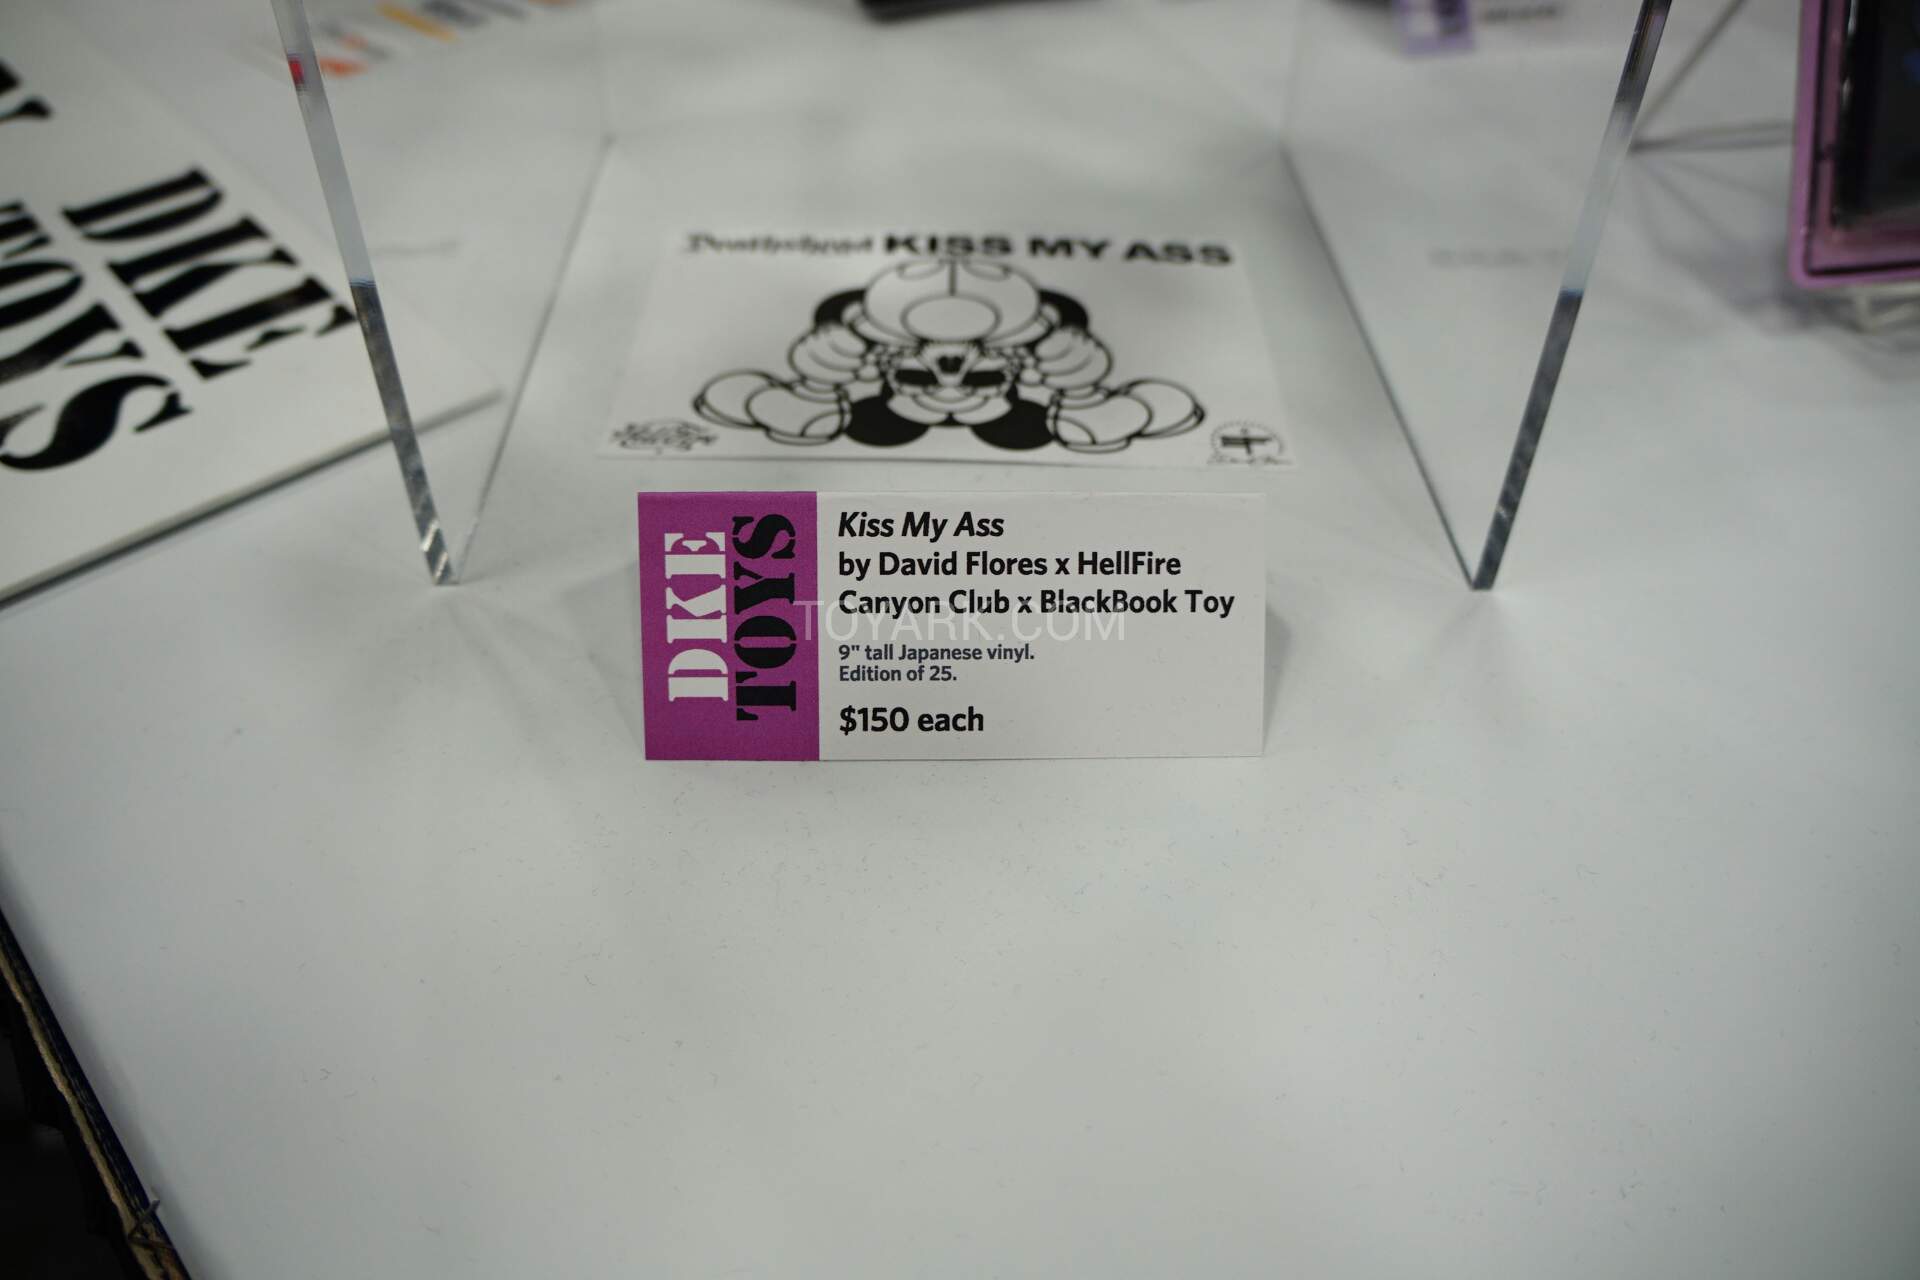 DKE
TOYS
Deathshead KISS MY ASS
DKE
TOYS
Kiss My Ass
by David Flores x HellFire
Canyon Club x BlackBook Toy
9" tall Japanese vinyl.
Edition of 25.
$150 each
TOYARK.COM